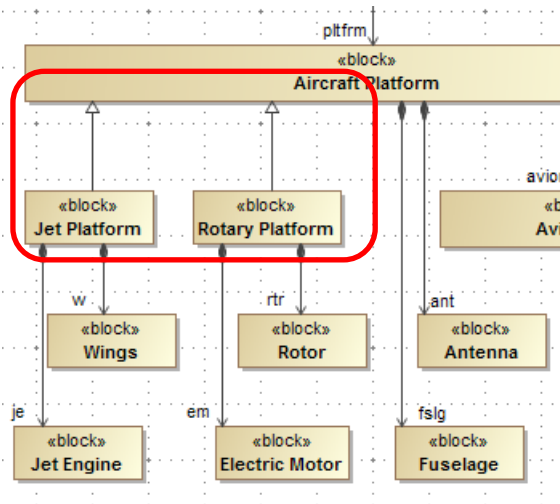 pltfrm
«block»
Aircraft Platform
avion
«b
Avi
«block»
Jet Platform
«block»
Rotary Platform
w
rtr
ant
«block»
Wings
«block»
Rotor
«block»
Antenna
je
em
fslg
«block»
Jet Engine
«block»
Electric Motor
«block»
Fuselage